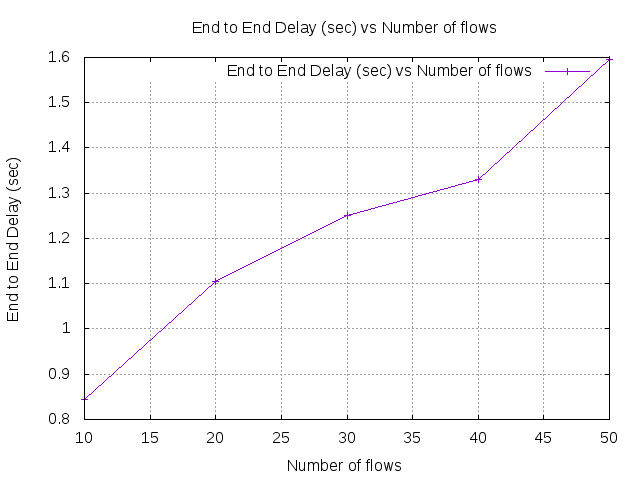 End to End Delay (sec) vs Number of flows
End to End Delay (sec) vs Number of flows
1.6
1.5
1.4
1.3
1.2
1.1
1
0.9
0.8
End to End Delay (sec)
10 15 20 25 30 35 40 45 50
Number of flows